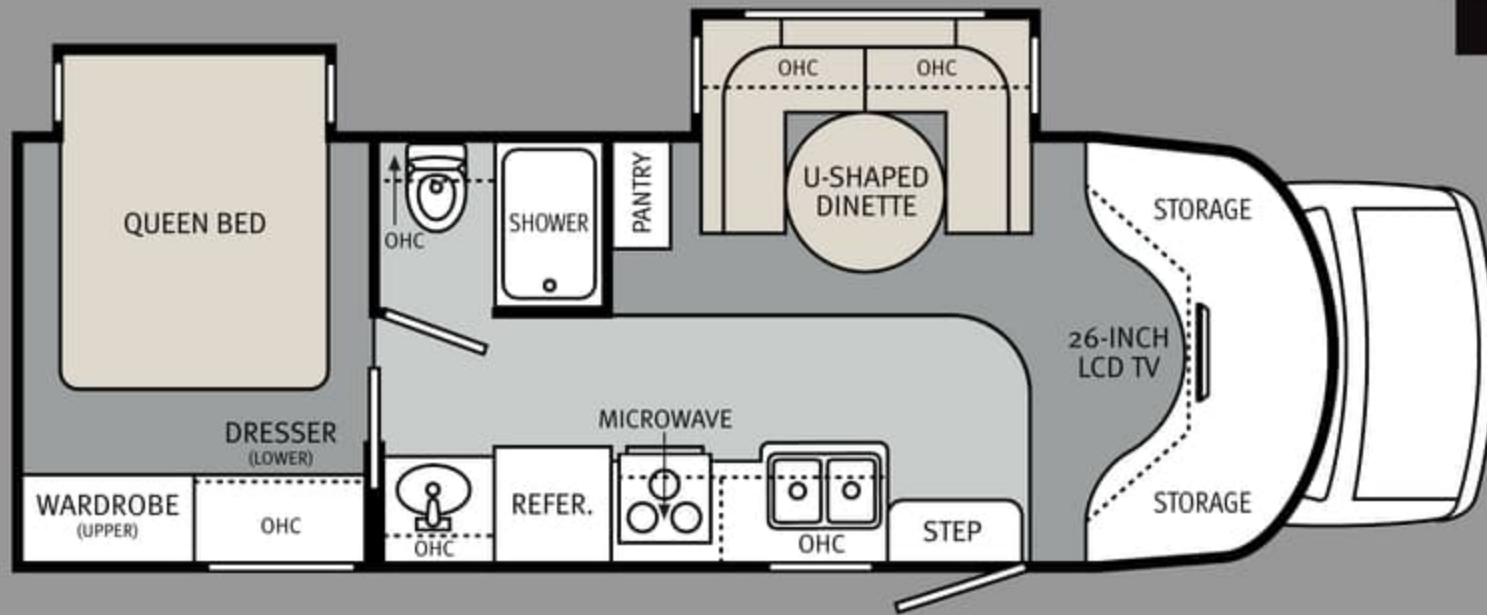 OHC
OHC
QUEEN BED
OHC
SHOWER
PANTRY
U-SHAPED
DINETTE
STORAGE
26-INCH
LCD TV
MICROWAVE
DRESSER
(LOWER)
WARDROBE
(UPPER)
OHC
OHC
REFER.
OHC
STEP
STORAGE